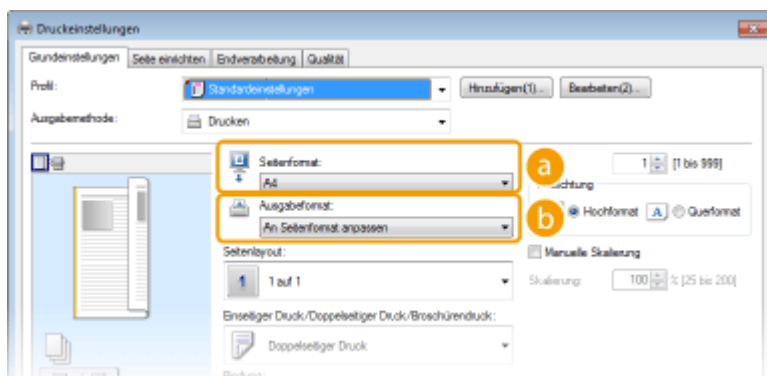 Druckeinstellungen
Grundeinstellungen Seite einrichten Endverarbeitung Qualität
Profil: Standardeinstellungen Hinzufügen(1)... Bearbeiten(2)...
Ausgabemethode: Drucken
Seitenformat: a 1 [1 bis 999]
A4
Ausgabeformat: b Hochformat A Querformat
An Seitenformat anpassen
Seitenlayout: Manuelle Skalierung
1 1 auf 1 Skalierung: 100 % [25 bis 200]
Einseitiger Druck/Doppelseitiger Druck/Broschürendruck:
Doppelseitiger Druck